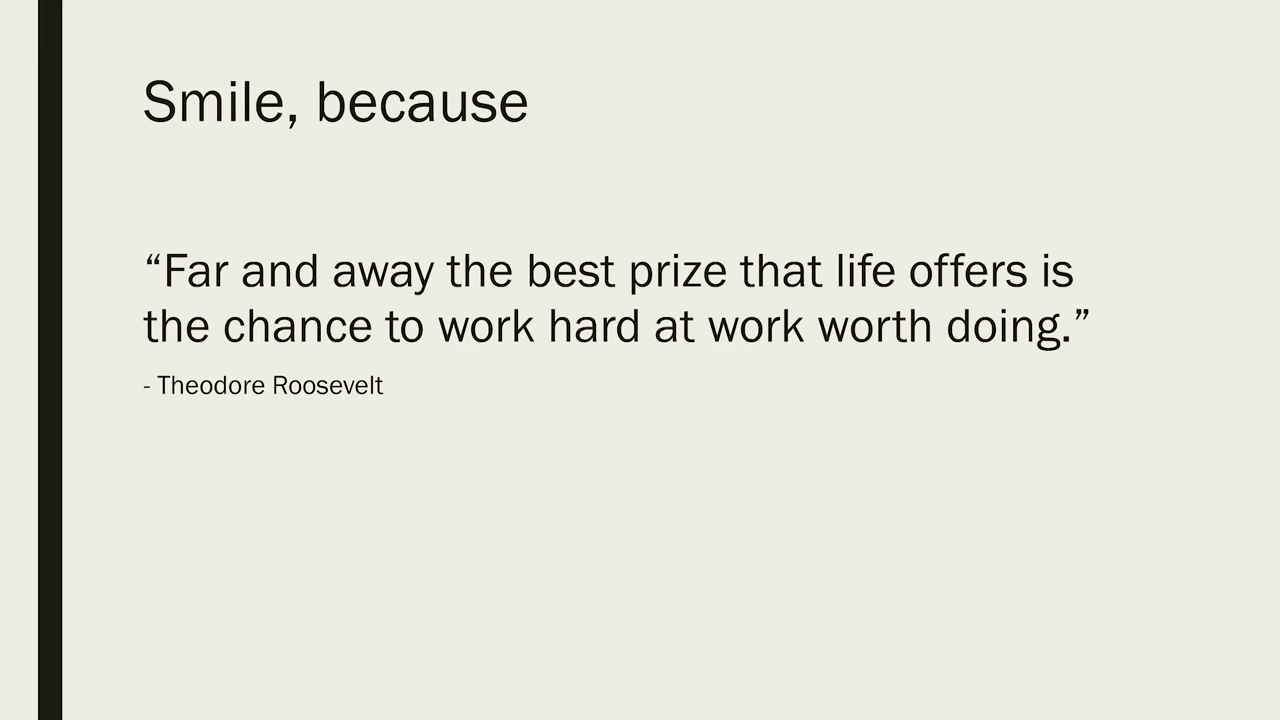 Smile, because
“Far and away the best prize that life offers is
the chance to work hard at work worth doing.”
- Theodore Roosevelt